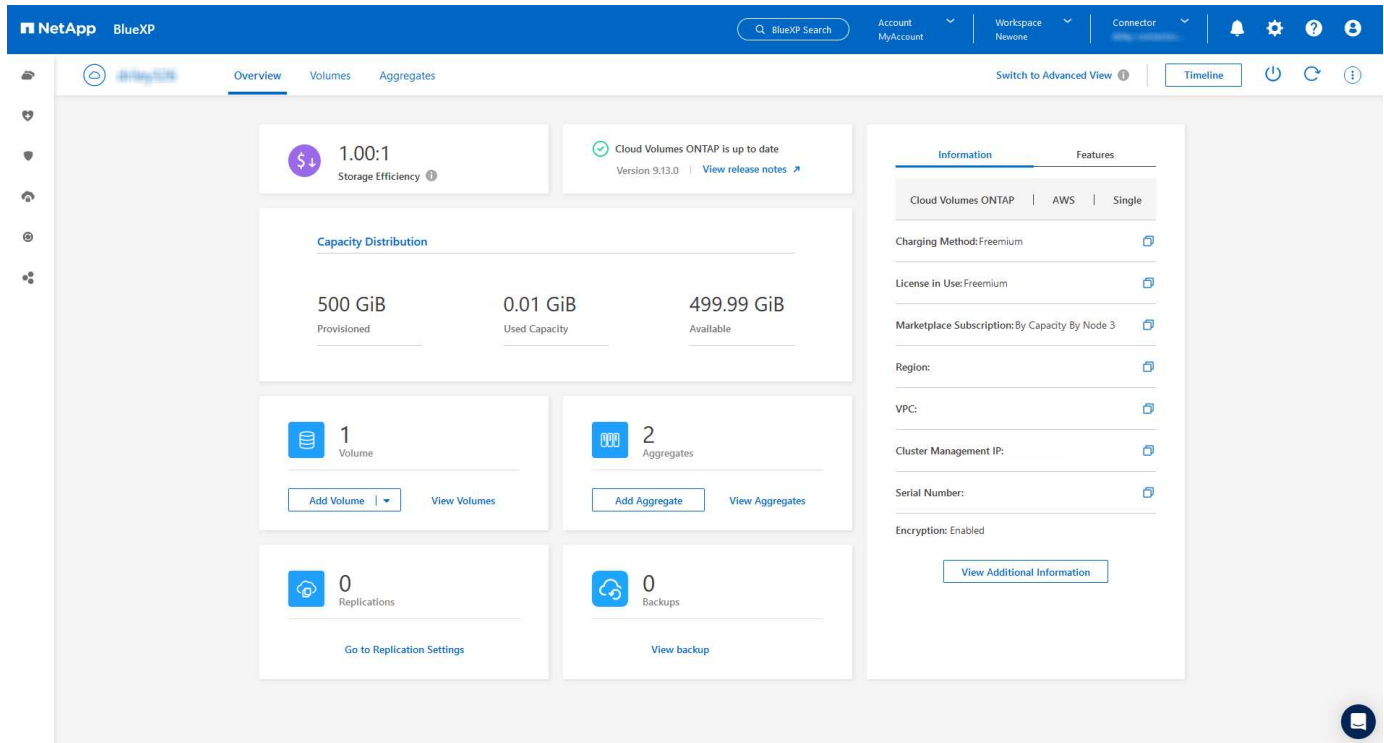 NetApp BlueXP
BlueXP Search
Account
MyAccount
Workspace
Newone
Connector
Overview
Volumes
Aggregates
Switch to Advanced View
Timeline
1.00:1
Storage Efficiency
Cloud Volumes ONTAP is up to date
Version 9.13.0 | View release notes
Capacity Distribution
500 GiB
Provisioned
0.01 GiB
Used Capacity
499.99 GiB
Available
1
Volume
Add Volume
View Volumes
2
Aggregates
Add Aggregate
View Aggregates
0
Replications
Go to Replication Settings
0
Backups
View backup
Information
Features
Cloud Volumes ONTAP | AWS | Single
Charging Method: Freemium
License in Use: Freemium
Marketplace Subscription: By Capacity By Node 3
Region:
VPC:
Cluster Management IP:
Serial Number:
Encryption: Enabled
View Additional Information